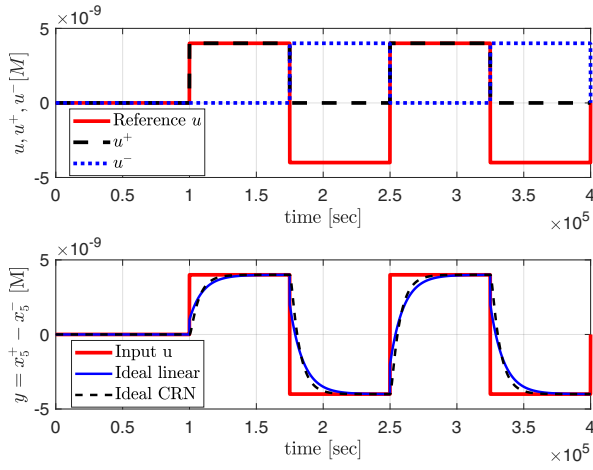 ×10⁻⁹
5
0
-5
u, u⁺, u⁻ [M]
Reference u
u⁺
u⁻
0 0.5 1 1.5 2 2.5 3 3.5 4
time [sec]
×10⁵
×10⁻⁹
5
0
-5
y = x₅⁺ − x₅⁻ [M]
Input u
Ideal linear
Ideal CRN
0 0.5 1 1.5 2 2.5 3 3.5 4
time [sec]
×10⁵